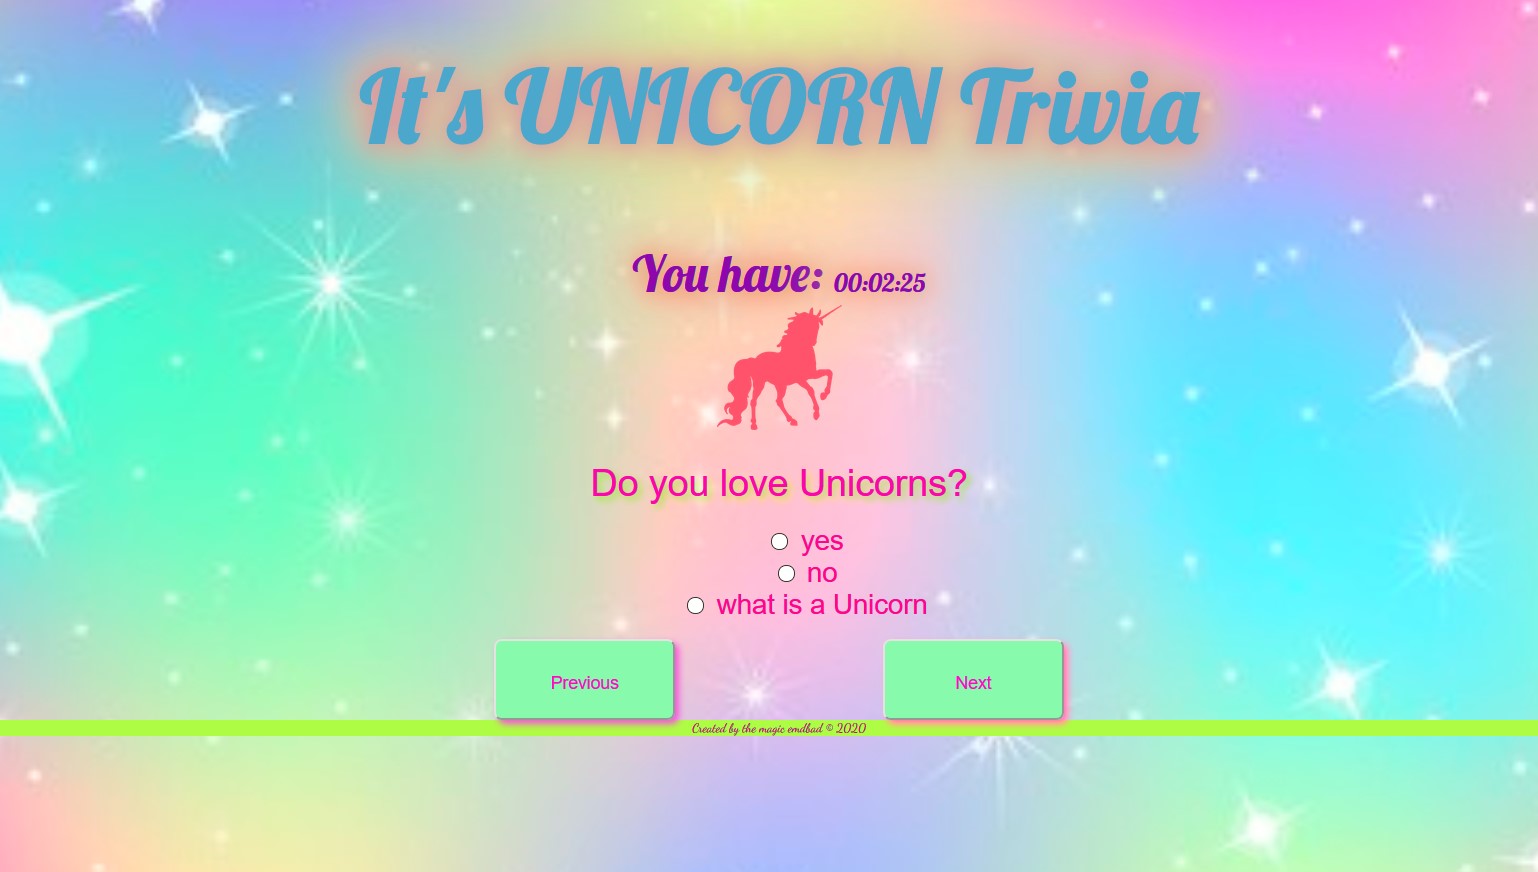 It's UNICORN Trivia
You have: 00:02:25
Do you love Unicorns?
yes
no
what is a Unicorn
Previous Next
Created by the magic emdbad © 2020